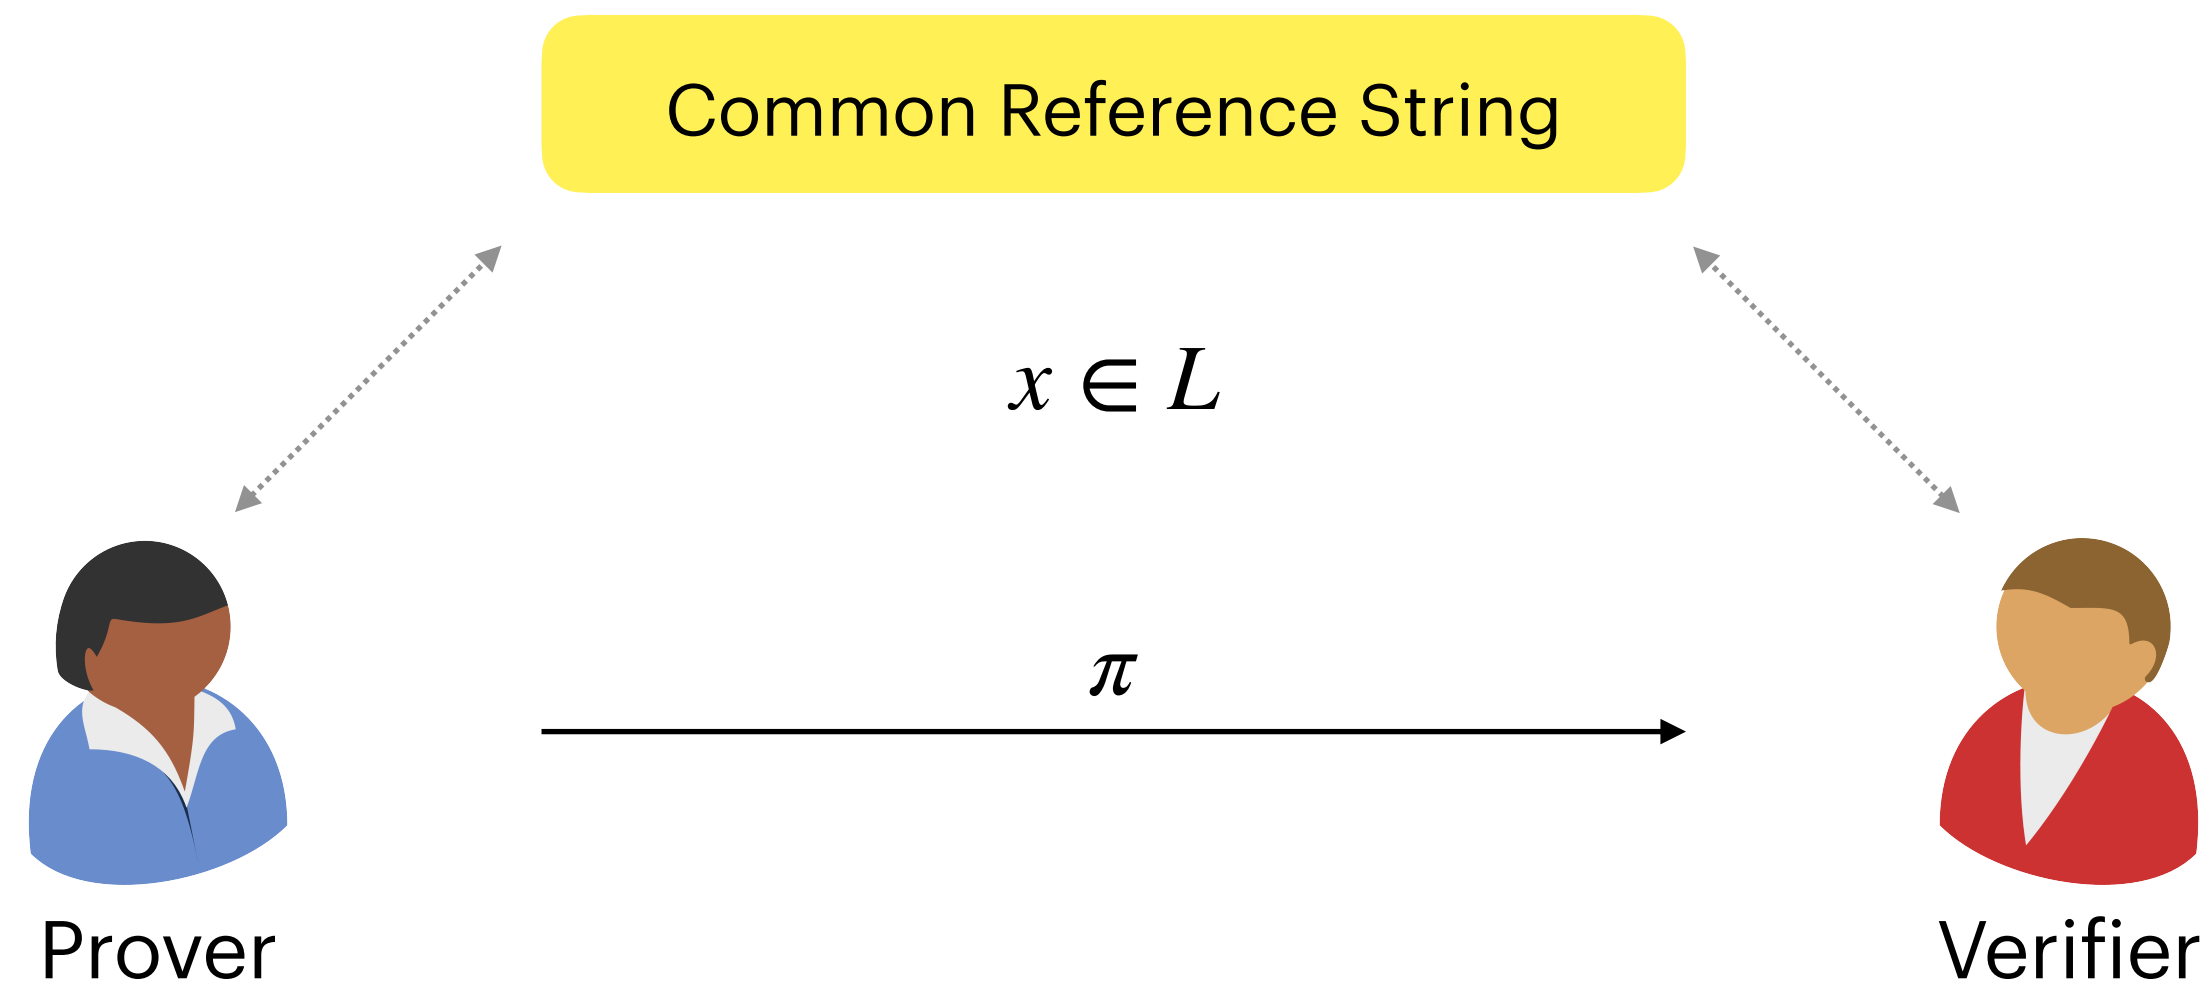 Common Reference String
x ∈ L
π
Prover
Verifier